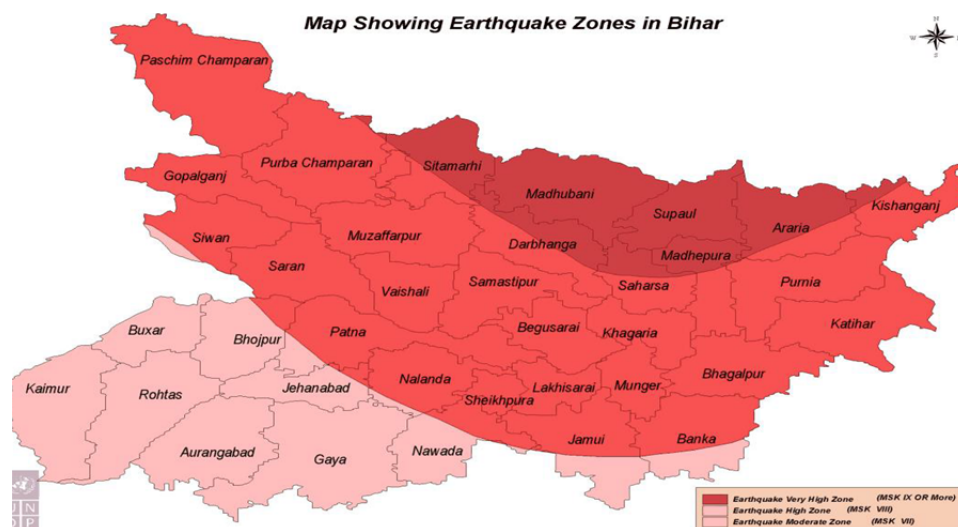 Map Showing Earthquake Zones in Bihar
N
W
Paschim Champaran
Purba Champaran
Sitamarhi
Madhubani
Gopalganj
Kishanganj
Supaul
Araria
Siwan
Muzaffarpur
Darbhanga
Madhepura
Saran
Vaishali
Samastipur
Saharsa
Purnia
Buxar
Bhojpur
Patna
Begusarai
Khagaria
Katihar
Kaimur
Rohtas
Jehanabad
Nalanda
Sheikhpura
Lakhisarai
Munger
Bhagalpur
Aurangabad
Gaya
Nawada
Jamui
Banka
Earthquake Very High Zone (MSK IX OR More)
Earthquake High Zone (MSK VIII)
Earthquake Moderate Zone (MSK VII)
U N
D P